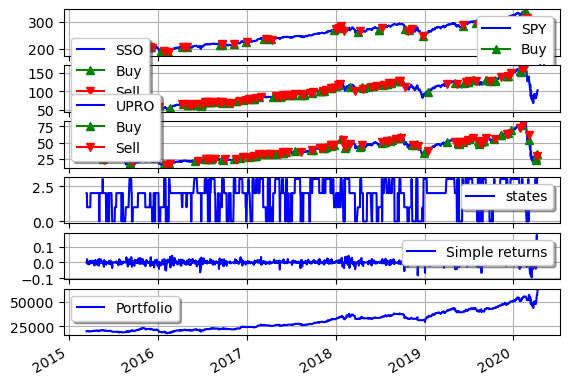 300
200
SPY
Buy
SSO
Buy
Sell
150
100
50
UPRO
Buy
Sell
75
50
25
2.5
0.0
states
0.1
0.0
−0.1
Simple returns
50000
25000
Portfolio
2015
2016
2017
2018
2019
2020